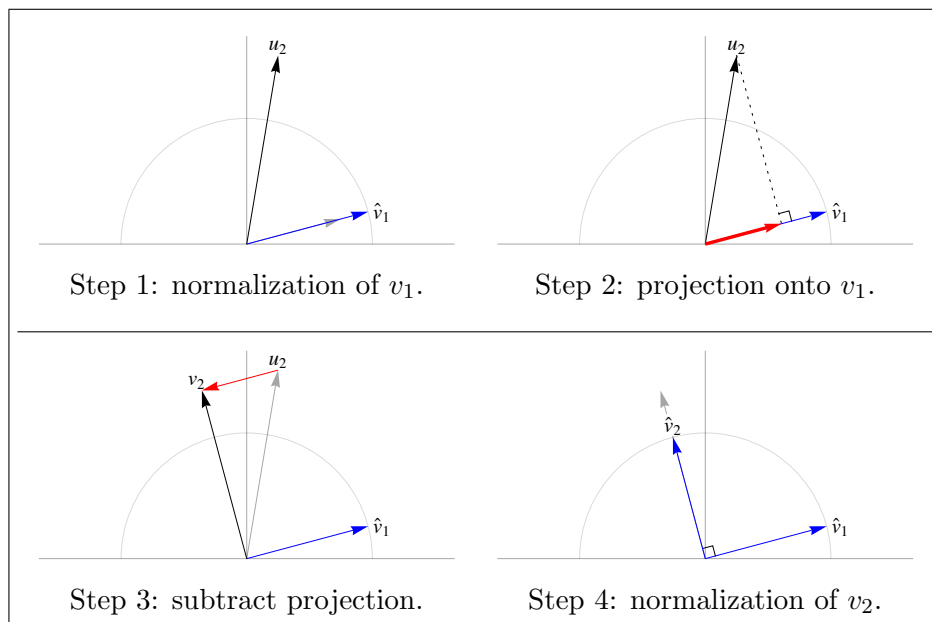 u₂
v̂₁
Step 1: normalization of v₁.
u₂
v̂₁
Step 2: projection onto v₁.
v₂
u₂
v̂₁
Step 3: subtract projection.
v̂₂
v̂₁
Step 4: normalization of v₂.